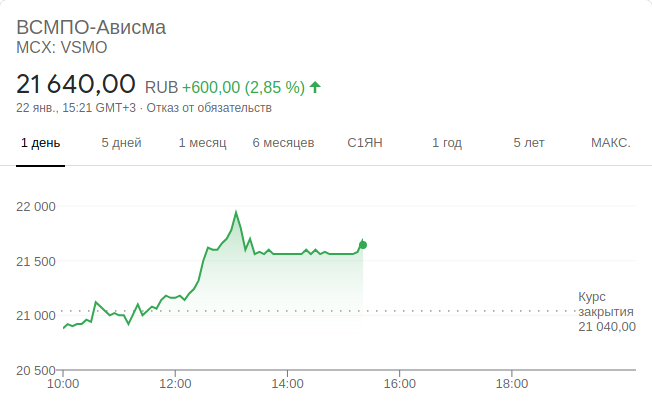 ВСМПО-Ависма
MCX: VSMO
21 640,00 RUB +600,00 (2,85 %)
22 янв., 15:21 GMT+3 · Отказ от обязательств
1 день 5 дней 1 месяц 6 месяцев С1ЯН 1 год 5 лет МАКС.
22 000
21 500
21 000
20 500
Курс
закрытия
21 040,00
10:00 12:00 14:00 16:00 18:00